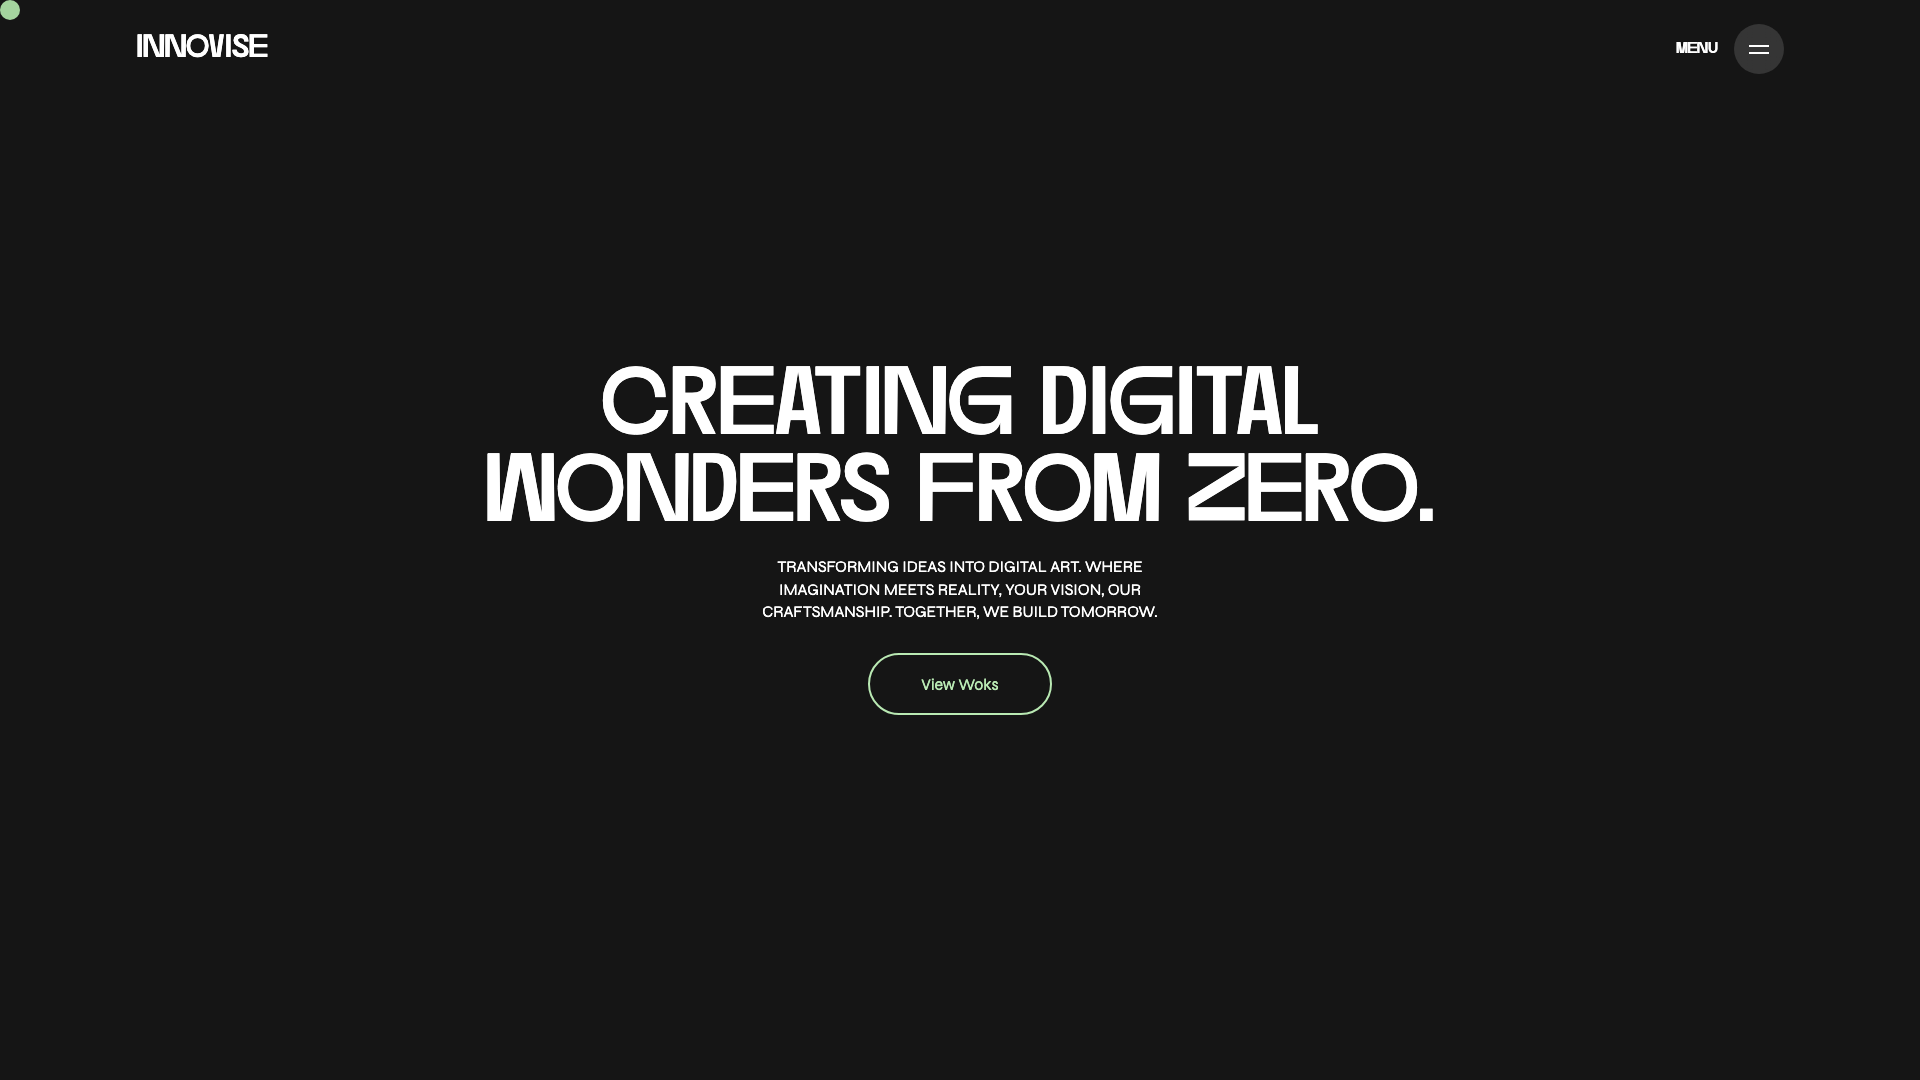 INNOVISE
MENU
CREATING DIGITAL
WONDERS FROM ZERO.
TRANSFORMING IDEAS INTO DIGITAL ART. WHERE
IMAGINATION MEETS REALITY, YOUR VISION, OUR
CRAFTSMANSHIP. TOGETHER, WE BUILD TOMORROW.
View Woks